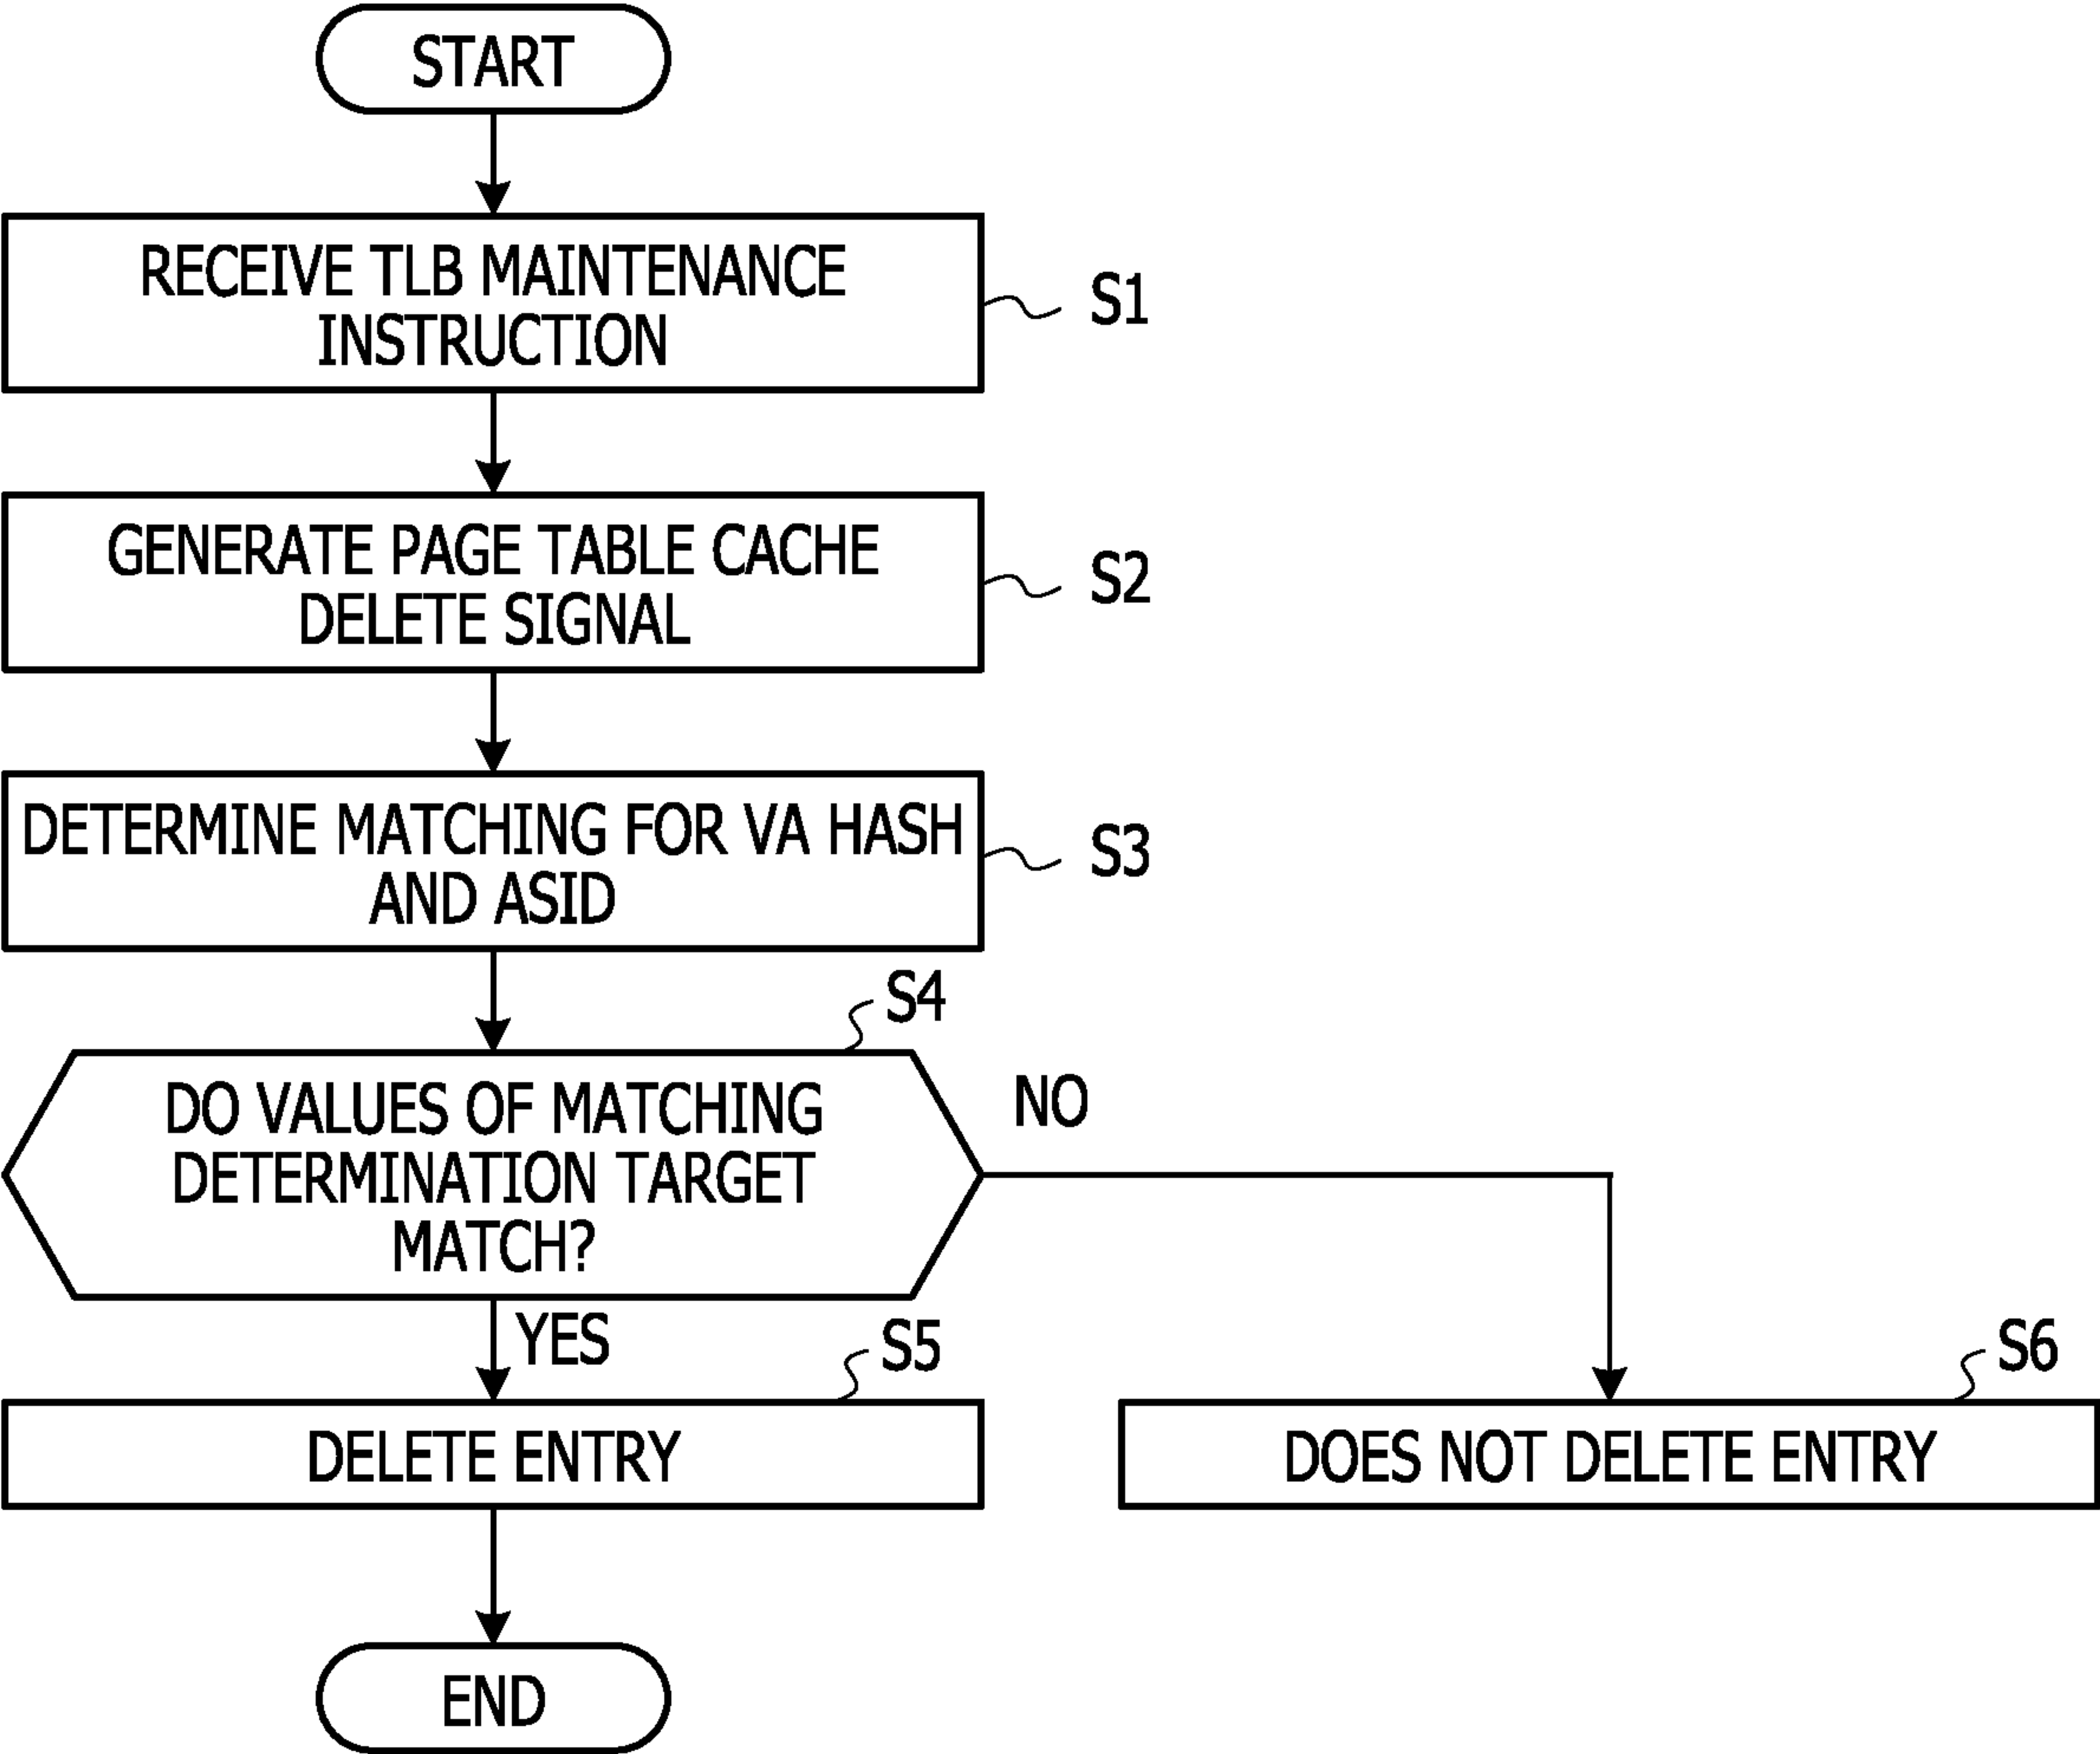 START
RECEIVE TLB MAINTENANCE
INSTRUCTION
S1
GENERATE PAGE TABLE CACHE
DELETE SIGNAL
S2
DETERMINE MATCHING FOR VA HASH
AND ASID
S3
S4
DO VALUES OF MATCHING
DETERMINATION TARGET
MATCH?
NO
YES
S5
DELETE ENTRY
S6
DOES NOT DELETE ENTRY
END